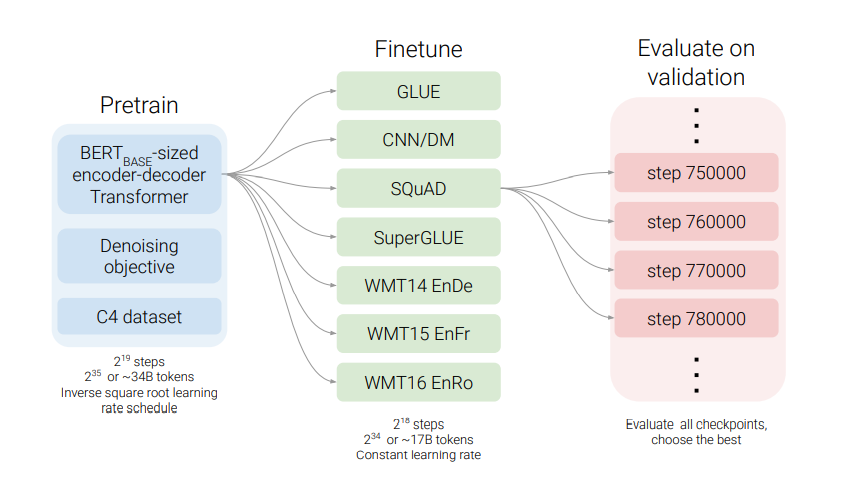 Pretrain
BERT_BASE-sized
encoder-decoder
Transformer
Denoising
objective
C4 dataset
2^19 steps
2^35 or ~34B tokens
Inverse square root learning
rate schedule
Finetune
GLUE
CNN/DM
SQuAD
SuperGLUE
WMT14 EnDe
WMT15 EnFr
WMT16 EnRo
2^18 steps
2^34 or ~17B tokens
Constant learning rate
Evaluate on
validation
step 750000
step 760000
step 770000
step 780000
Evaluate all checkpoints,
choose the best